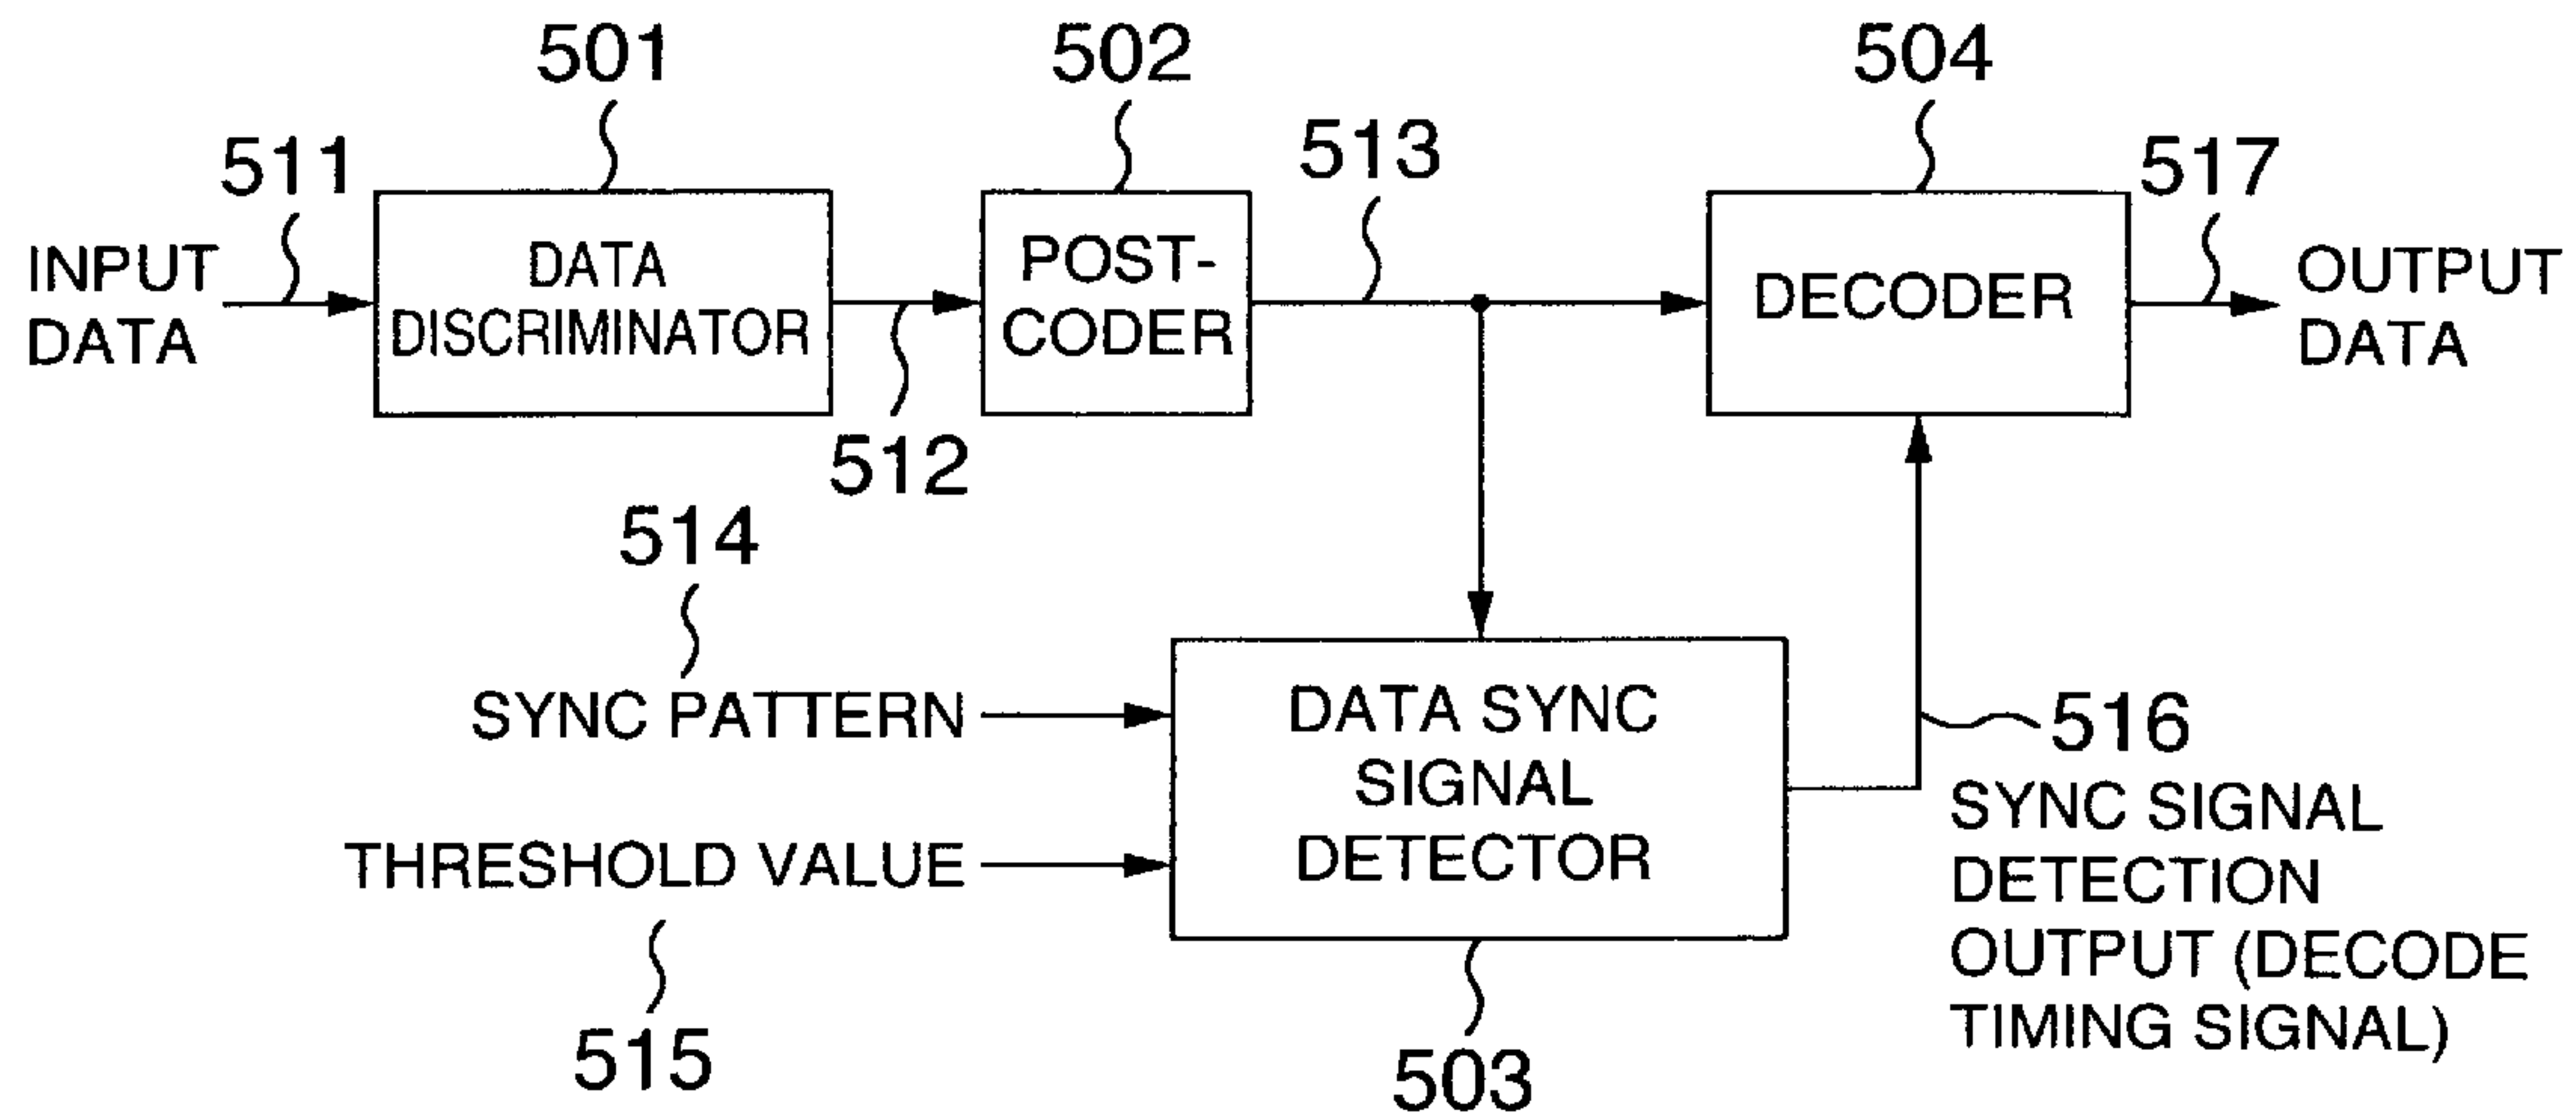 501
502
504
511
513
517
INPUT
DATA
DATA
DISCRIMINATOR
POST-
CODER
DECODER
OUTPUT
DATA
512
514
SYNC PATTERN
THRESHOLD VALUE
515
DATA SYNC
SIGNAL
DETECTOR
503
516
SYNC SIGNAL
DETECTION
OUTPUT (DECODE
TIMING SIGNAL)